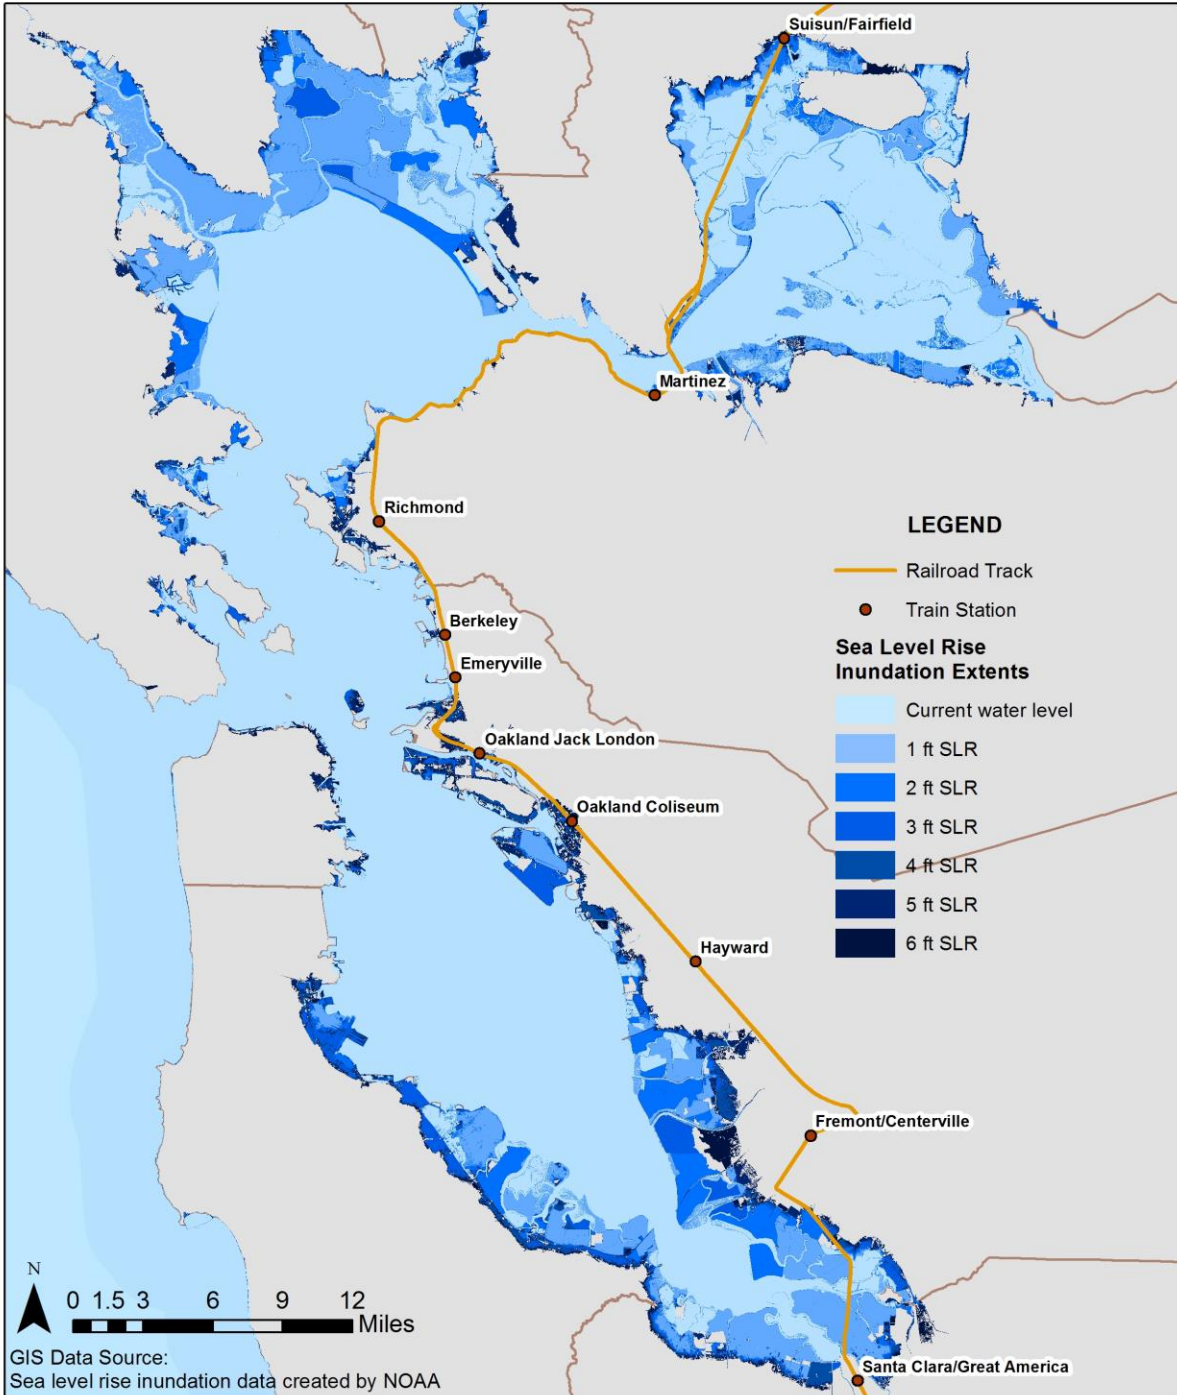 Suisun/Fairfield
Martinez
Richmond
LEGEND
Railroad Track
Train Station
Berkeley
Sea Level Rise
Inundation Extents
Emeryville
Current water level
Oakland Jack London
1 ft SLR
2 ft SLR
Oakland Coliseum
3 ft SLR
4 ft SLR
5 ft SLR
Hayward
6 ft SLR
Fremont/Centerville
N
0 1.5 3 6 9 12
Miles
GIS Data Source:
Sea level rise inundation data created by NOAA
Santa Clara/Great America